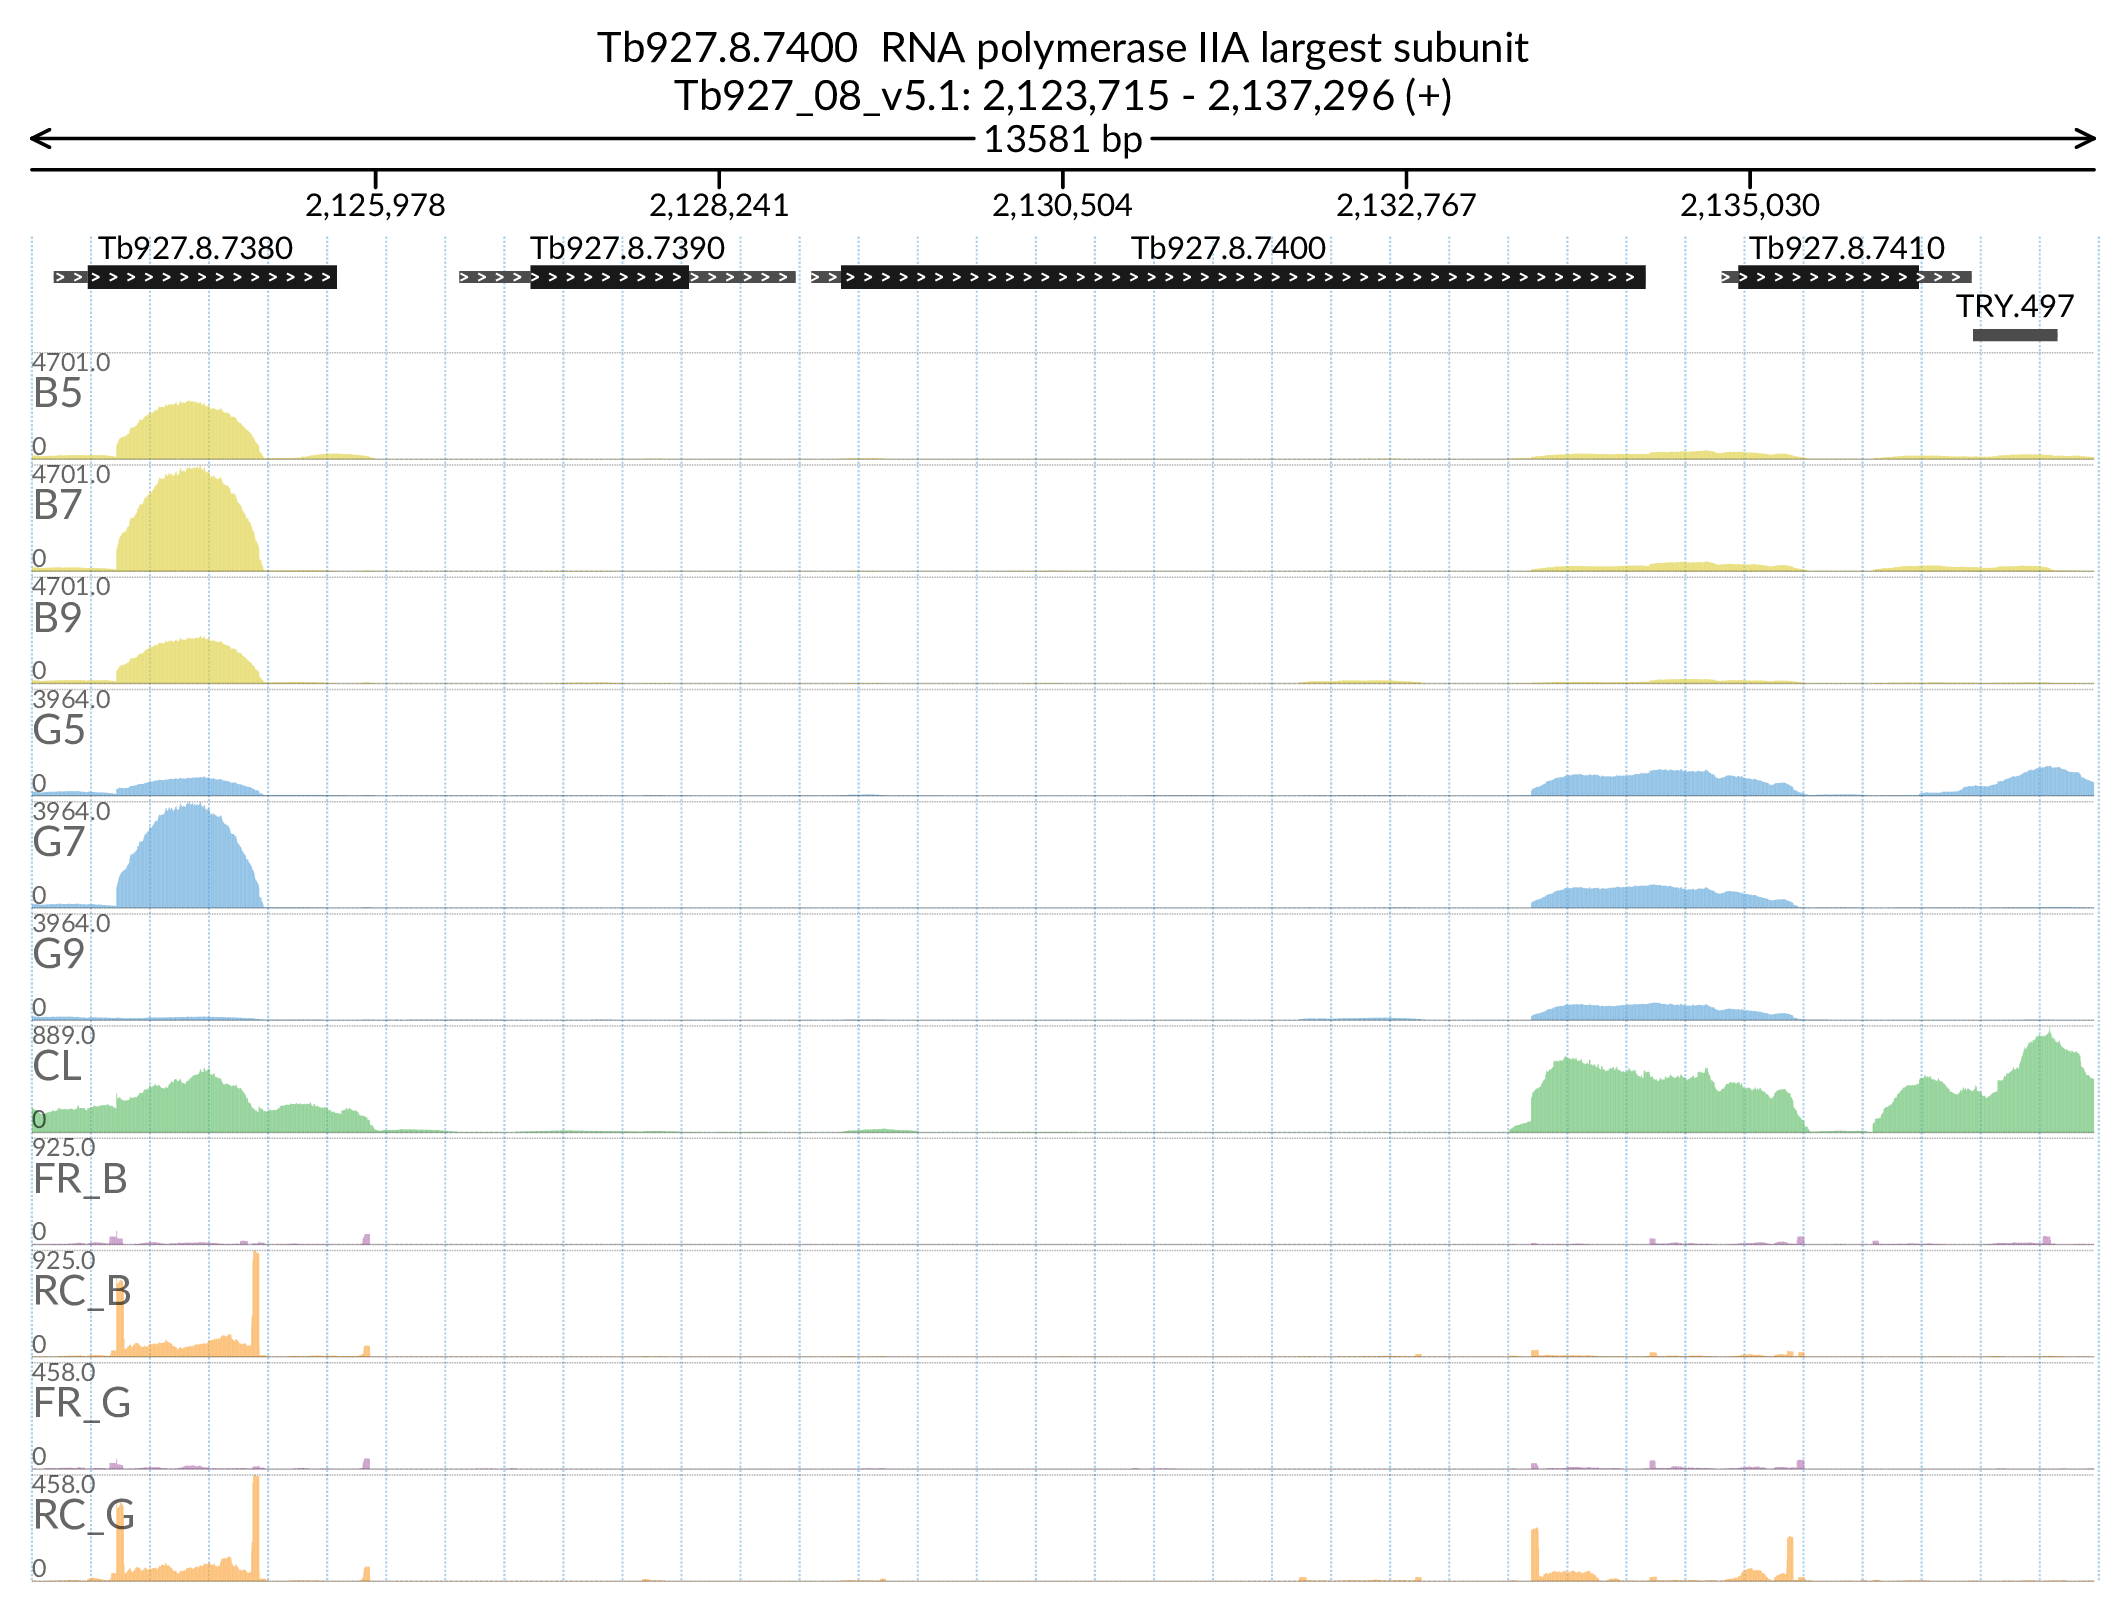 Tb927.8.7400  RNA polymerase IIA largest subunit
Tb927_08_v5.1: 2,123,715 - 2,137,296 (+)
13581 bp
2,125,978 2,128,241 2,130,504 2,132,767 2,135,030
Tb927.8.7380 Tb927.8.7390 Tb927.8.7400 Tb927.8.7410
TRY.497
4701.0
B5
0
4701.0
B7
0
4701.0
B9
0
3964.0
G5
0
3964.0
G7
0
3964.0
G9
0
889.0
CL
0
925.0
FR_B
0
925.0
RC_B
0
458.0
FR_G
0
458.0
RC_G
0